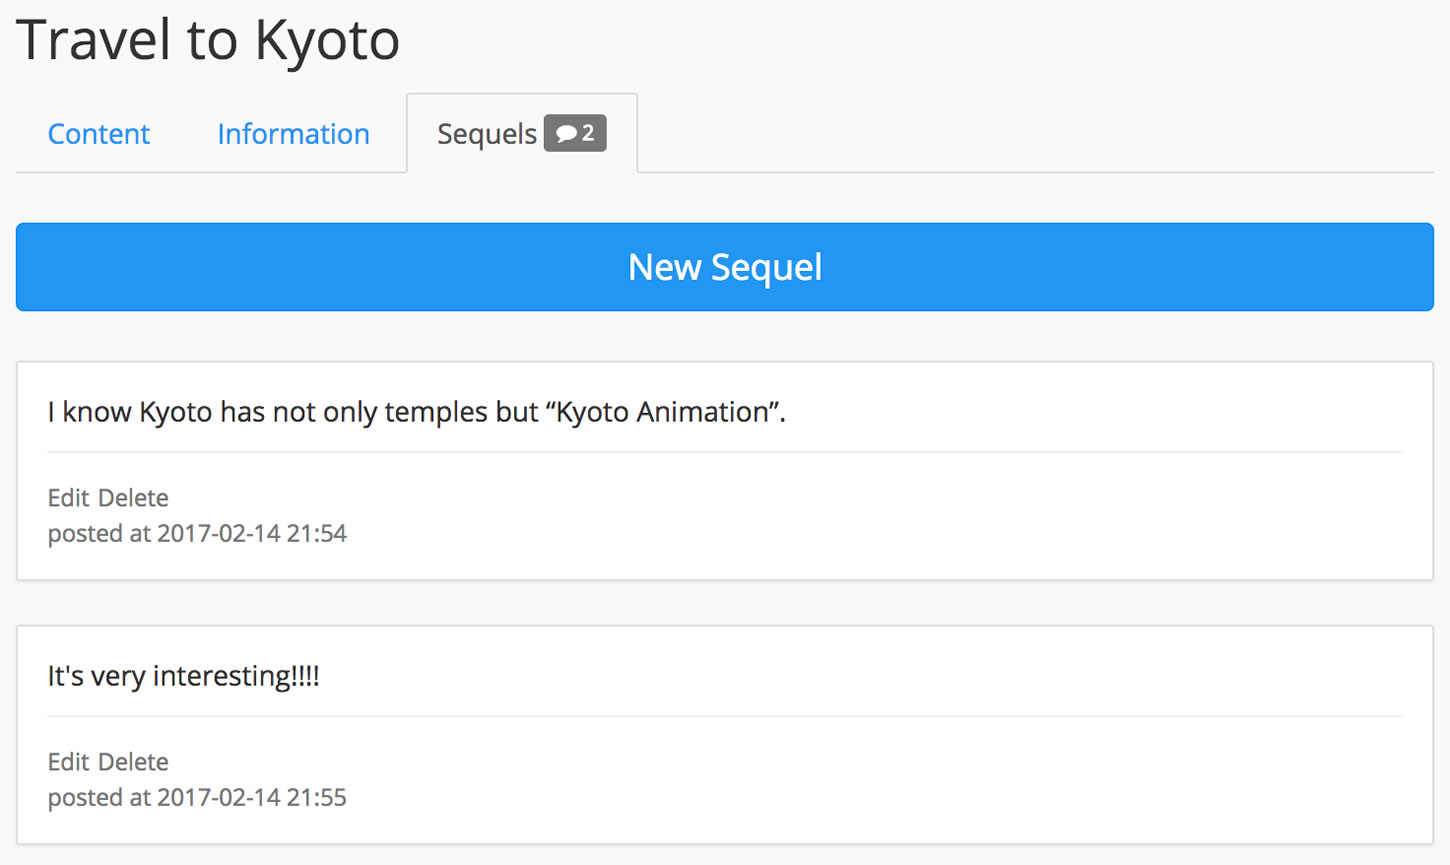 Travel to Kyoto
Content Information Sequels 2
New Sequel
I know Kyoto has not only temples but “Kyoto Animation”.
Edit Delete
posted at 2017-02-14 21:54
It's very interesting!!!!
Edit Delete
posted at 2017-02-14 21:55